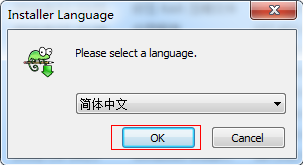 Installer Language
Please select a language.
简体中文
OK
Cancel